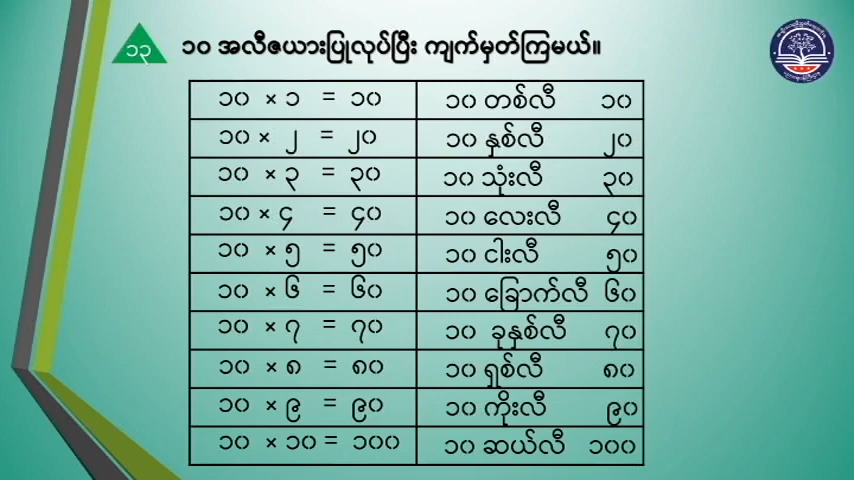 ၁၃
၁၀ အလီဇယားပြုလုပ်ပြီး ကျက်မှတ်ကြမယ်။
၁၀ × ၁ = ၁၀ ၁၀ တစ်လီ ၁၀
၁၀ × ၂ = ၂၀ ၁၀ နှစ်လီ ၂၀
၁၀ × ၃ = ၃၀ ၁၀ သုံးလီ ၃၀
၁၀ × ၄ = ၄၀ ၁၀ လေးလီ ၄၀
၁၀ × ၅ = ၅၀ ၁၀ ငါးလီ ၅၀
၁၀ × ၆ = ၆၀ ၁၀ ခြောက်လီ ၆၀
၁၀ × ၇ = ၇၀ ၁၀ ခုနှစ်လီ ၇၀
၁၀ × ၈ = ၈၀ ၁၀ ရှစ်လီ ၈၀
၁၀ × ၉ = ၉၀ ၁၀ ကိုးလီ ၉၀
၁၀ × ၁၀ = ၁၀၀ ၁၀ ဆယ်လီ ၁၀၀